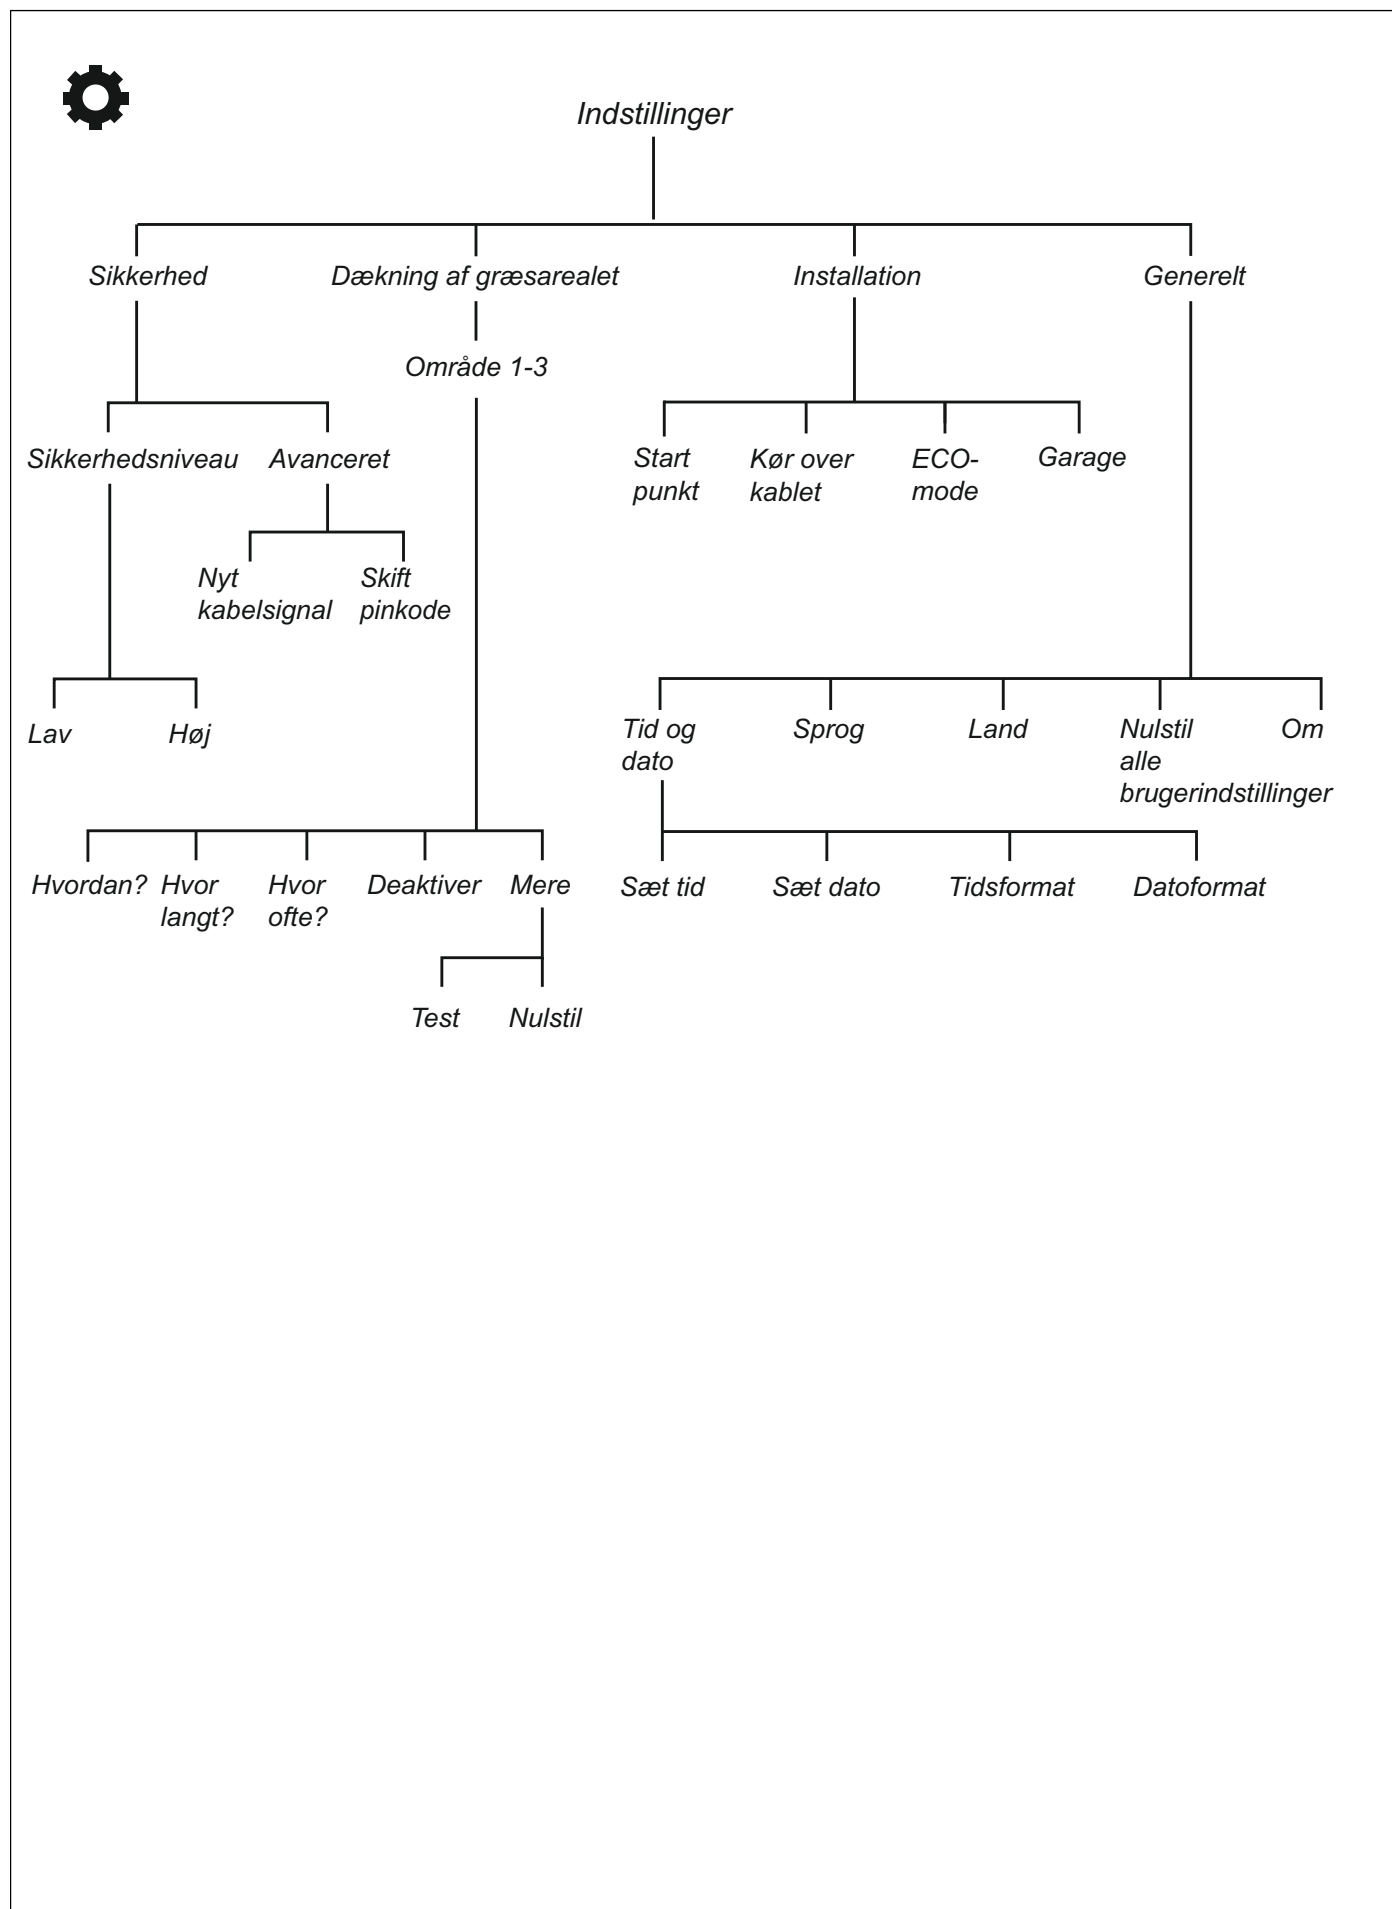 Indstillinger
Sikkerhed
Dækning af græsarealet
Installation
Generelt
Område 1-3
Sikkerhedsniveau
Avanceret
Start
punkt
Kør over
kablet
ECO-
mode
Garage
Nyt
kabelsignal
Skift
pinkode
Lav
Høj
Tid og
dato
Sprog
Land
Nulstil
alle
brugerindstillinger
Om
Hvordan?
Hvor
langt?
Hvor
ofte?
Deaktiver
Mere
Sæt tid
Sæt dato
Tidsformat
Datoformat
Test
Nulstil